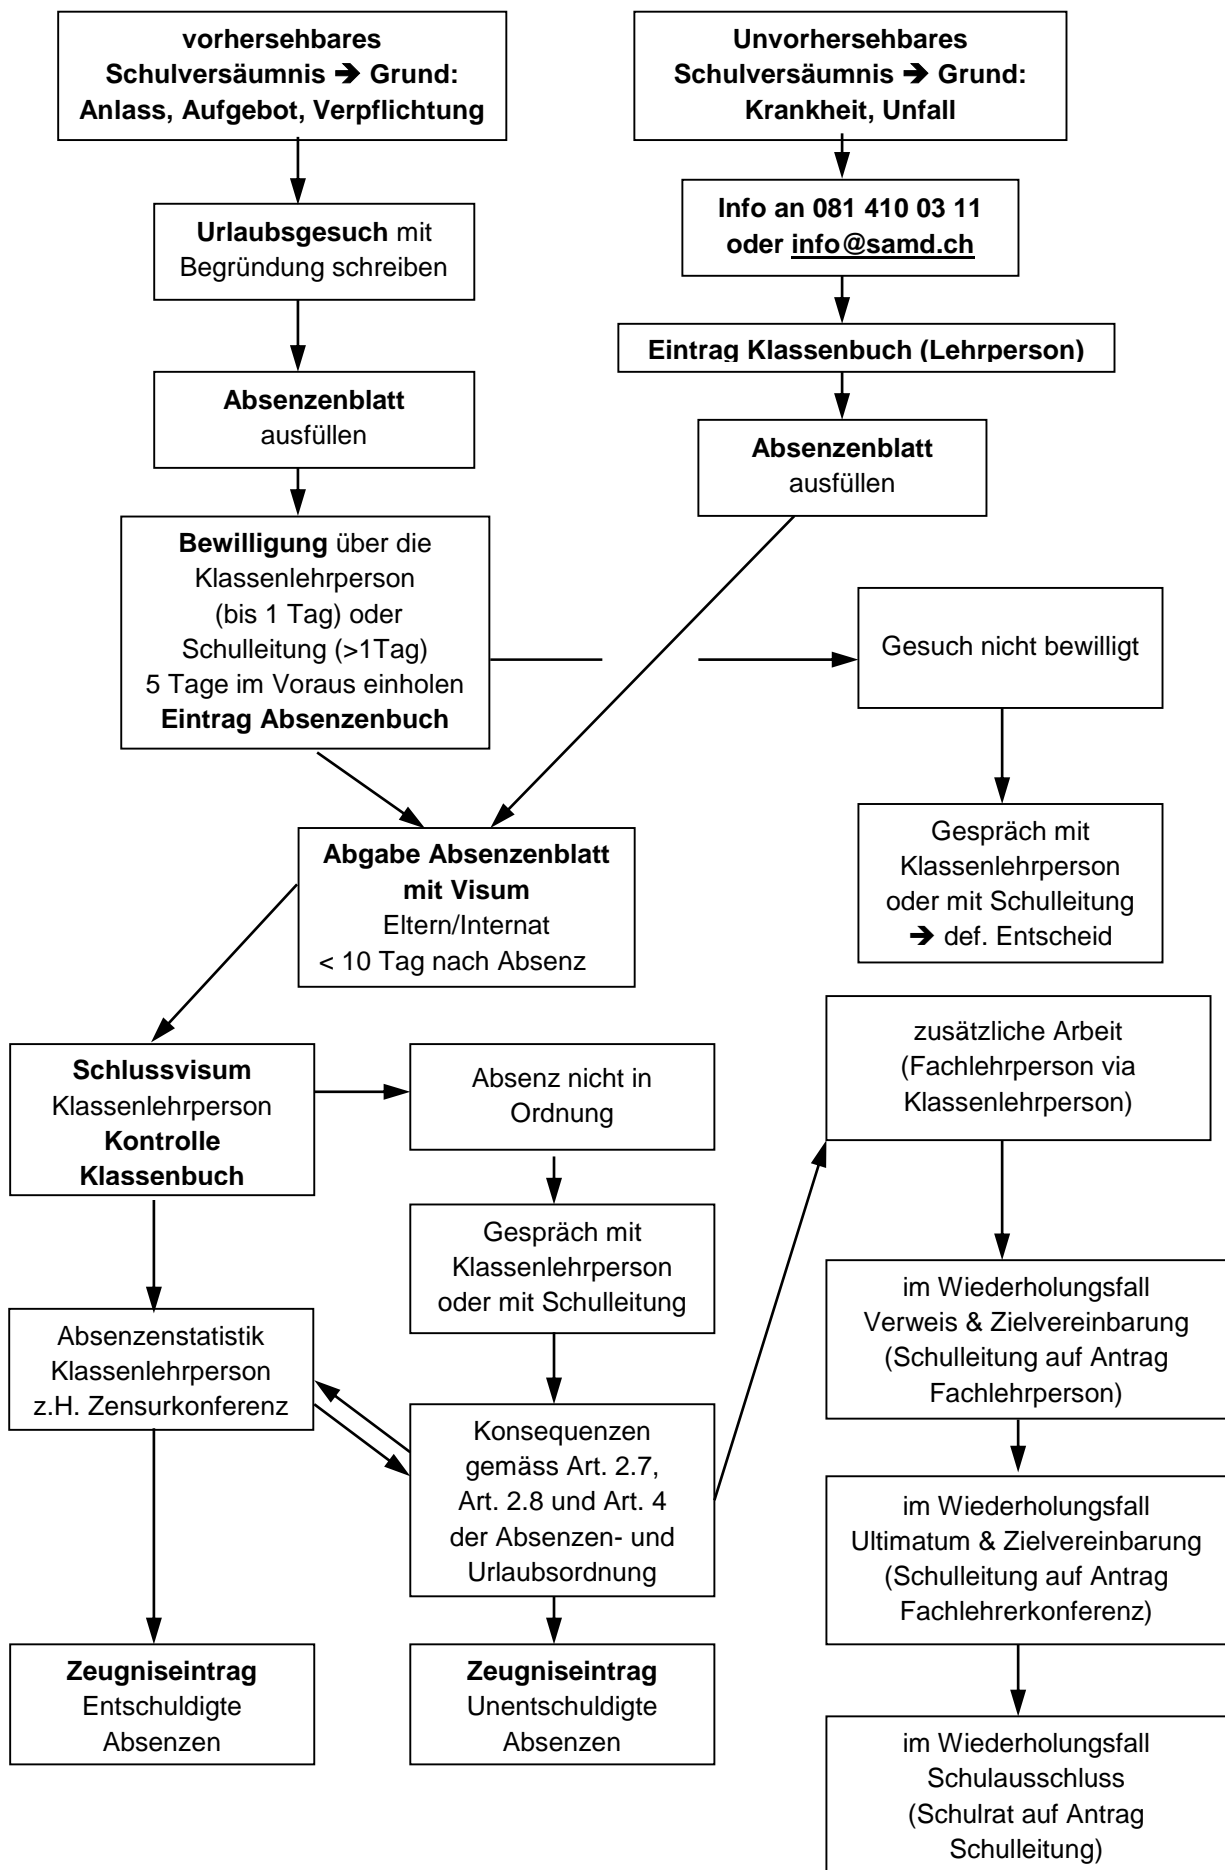 vorhersehbares
Schulversäumnis ➔ Grund:
Anlass, Aufgebot, Verpflichtung
Unvorhersehbares
Schulversäumnis ➔ Grund:
Krankheit, Unfall
Urlaubsgesuch mit
Begründung schreiben
Info an 081 410 03 11
oder info@samd.ch
Eintrag Klassenbuch (Lehrperson)
Absenzenblatt
ausfüllen
Absenzenblatt
ausfüllen
Bewilligung über die
Klassenlehrperson
(bis 1 Tag) oder
Schulleitung (>1Tag)
5 Tage im Voraus einholen
Eintrag Absenzenbuch
Gesuch nicht bewilligt
Gespräch mit
Klassenlehrperson
oder mit Schulleitung
➔ def. Entscheid
Abgabe Absenzenblatt
mit Visum
Eltern/Internat
< 10 Tag nach Absenz
Schlussvisum
Klassenlehrperson
Kontrolle
Klassenbuch
Absenz nicht in
Ordnung
zusätzliche Arbeit
(Fachlehrperson via
Klassenlehrperson)
Gespräch mit
Klassenlehrperson
oder mit Schulleitung
Absenzenstatistik
Klassenlehrperson
z.H. Zensurkonferenz
im Wiederholungsfall
Verweis & Zielvereinbarung
(Schulleitung auf Antrag
Fachlehrperson)
Konsequenzen
gemäss Art. 2.7,
Art. 2.8 und Art. 4
der Absenzen- und
Urlaubsordnung
im Wiederholungsfall
Ultimatum & Zielvereinbarung
(Schulleitung auf Antrag
Fachlehrerkonferenz)
Zeugniseintrag
Entschuldigte
Absenzen
Zeugniseintrag
Unentschuldigte
Absenzen
im Wiederholungsfall
Schulausschluss
(Schulrat auf Antrag
Schulleitung)